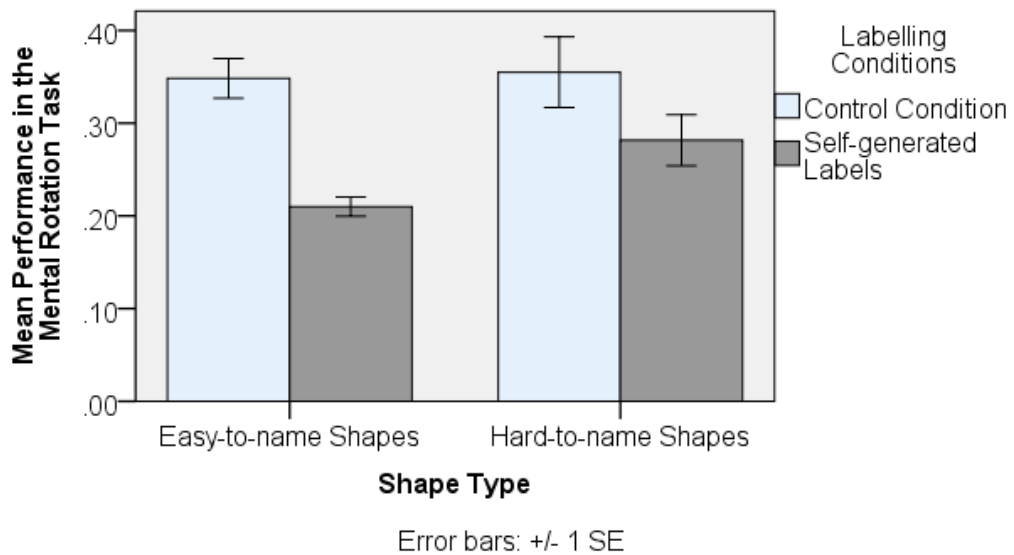 Mean Performance in the
Mental Rotation Task
.40
.30
.20
.10
.00
Easy-to-name Shapes
Hard-to-name Shapes
Shape Type
Error bars: +/- 1 SE
Labelling
Conditions
Control Condition
Self-generated
Labels